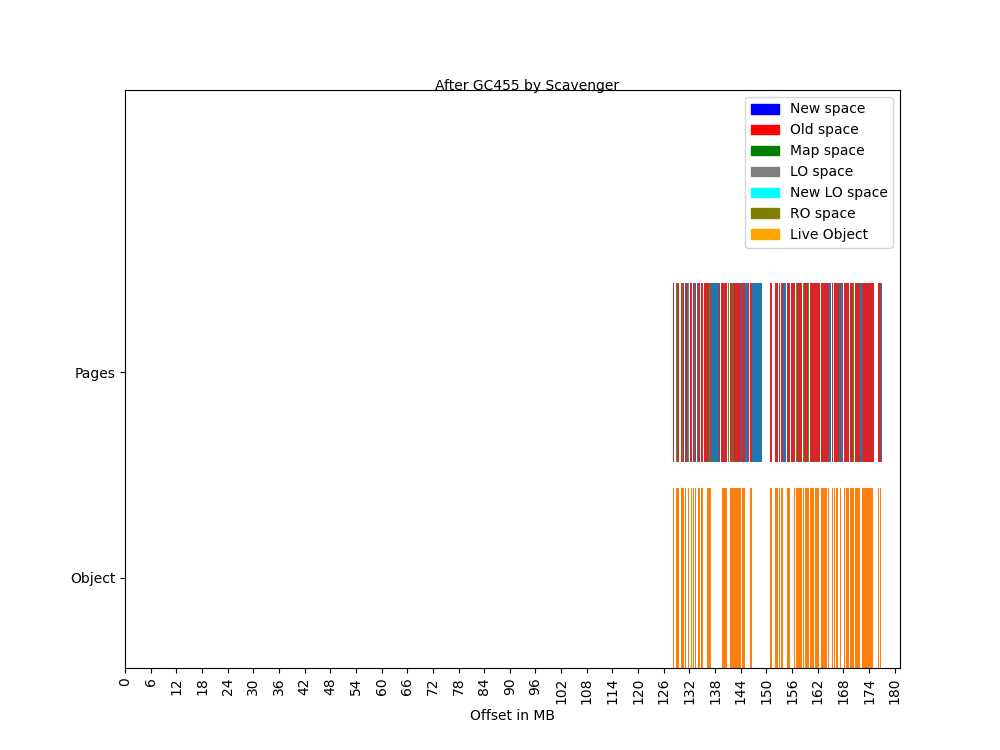 After GC455 by Scavenger
New space
Old space
Map space
LO space
New LO space
RO space
Live Object
Pages
Object
0 6 12 18 24 30 36 42 48 54 60 66 72 78 84 90 96 102 108 114 120 126 132 138 144 150 156 162 168 174 180
Offset in MB